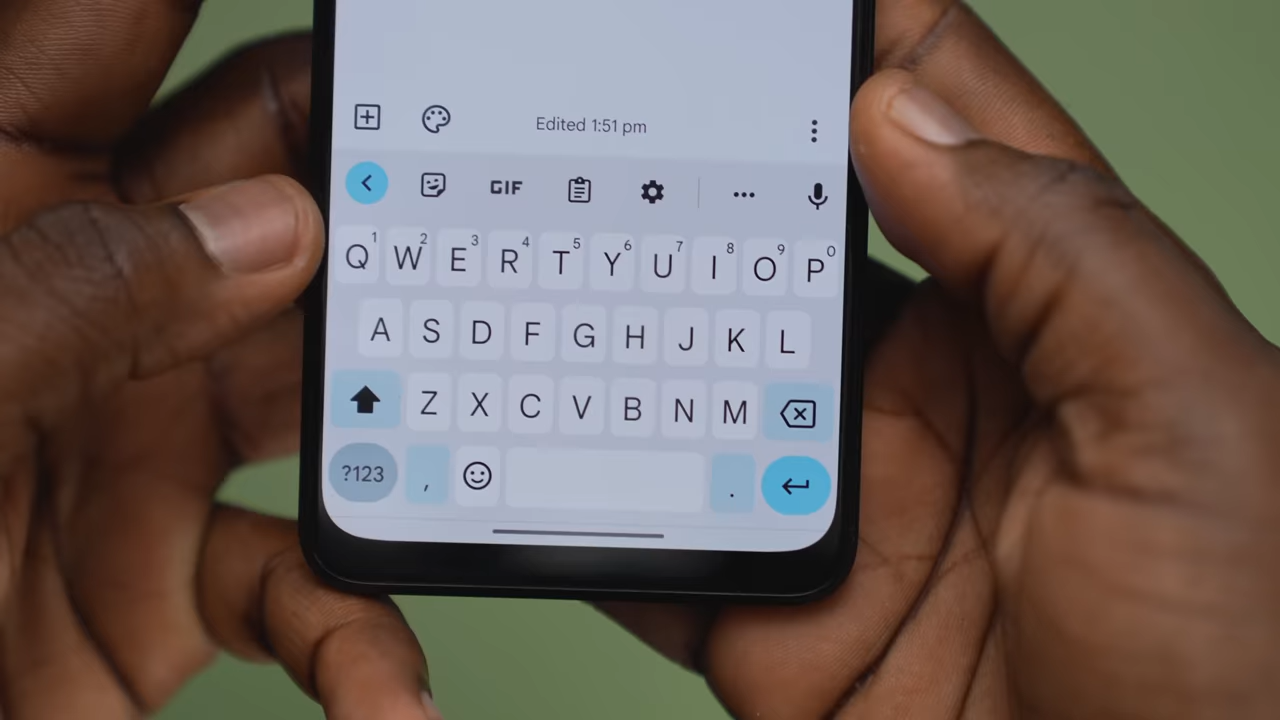 Edited 1:51 pm
GIF
Q1 W2 E3 R4 T5 Y6 U7 I8 O9 P0
A S D F G H J K L
Z X C V B N M
?123 , .